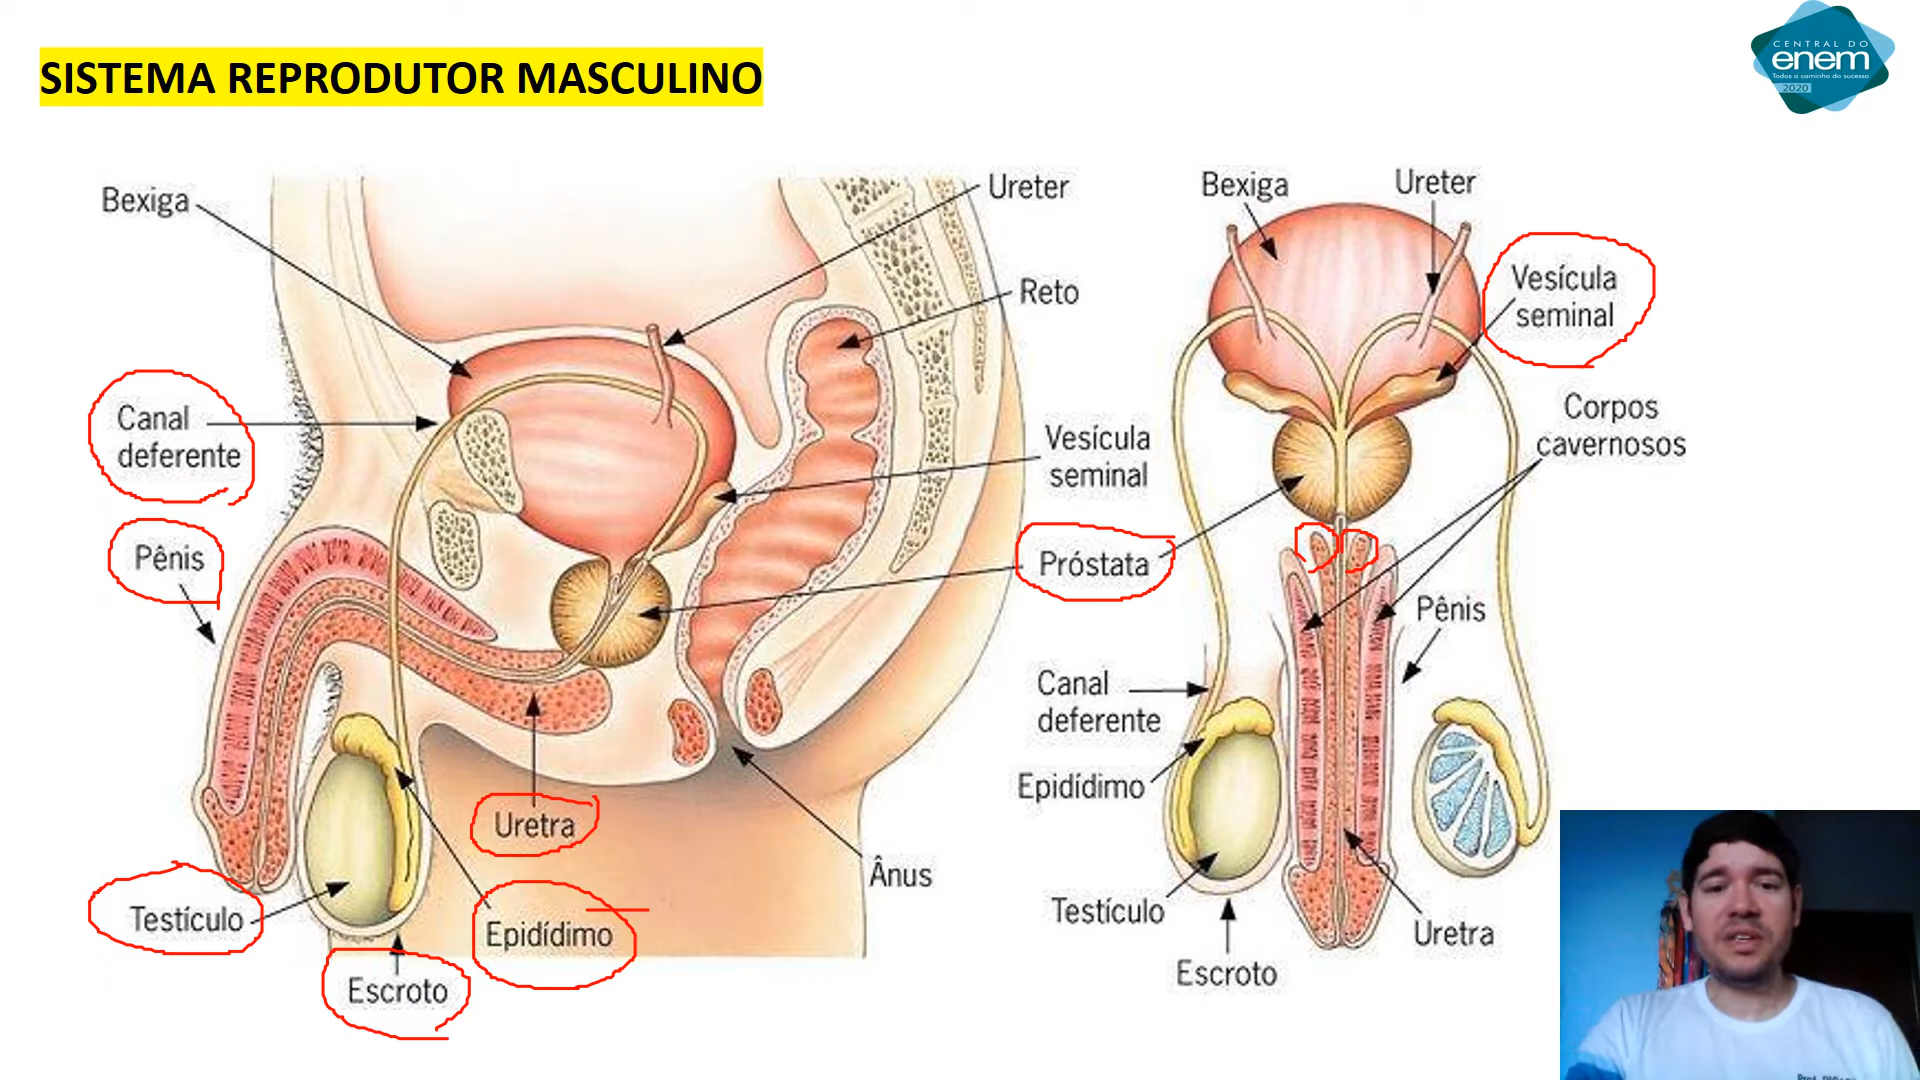 SISTEMA REPRODUTOR MASCULINO
CENTRAL DO
enem
Todos a caminho do sucesso
2020
Bexiga
Ureter
Reto
Canal
deferente
Vesícula
seminal
Pênis
Próstata
Uretra
Ânus
Testículo
Epidídimo
Escroto
Bexiga
Ureter
Vesícula
seminal
Corpos
cavernosos
Pênis
Canal
deferente
Epidídimo
Testículo
Uretra
Escroto